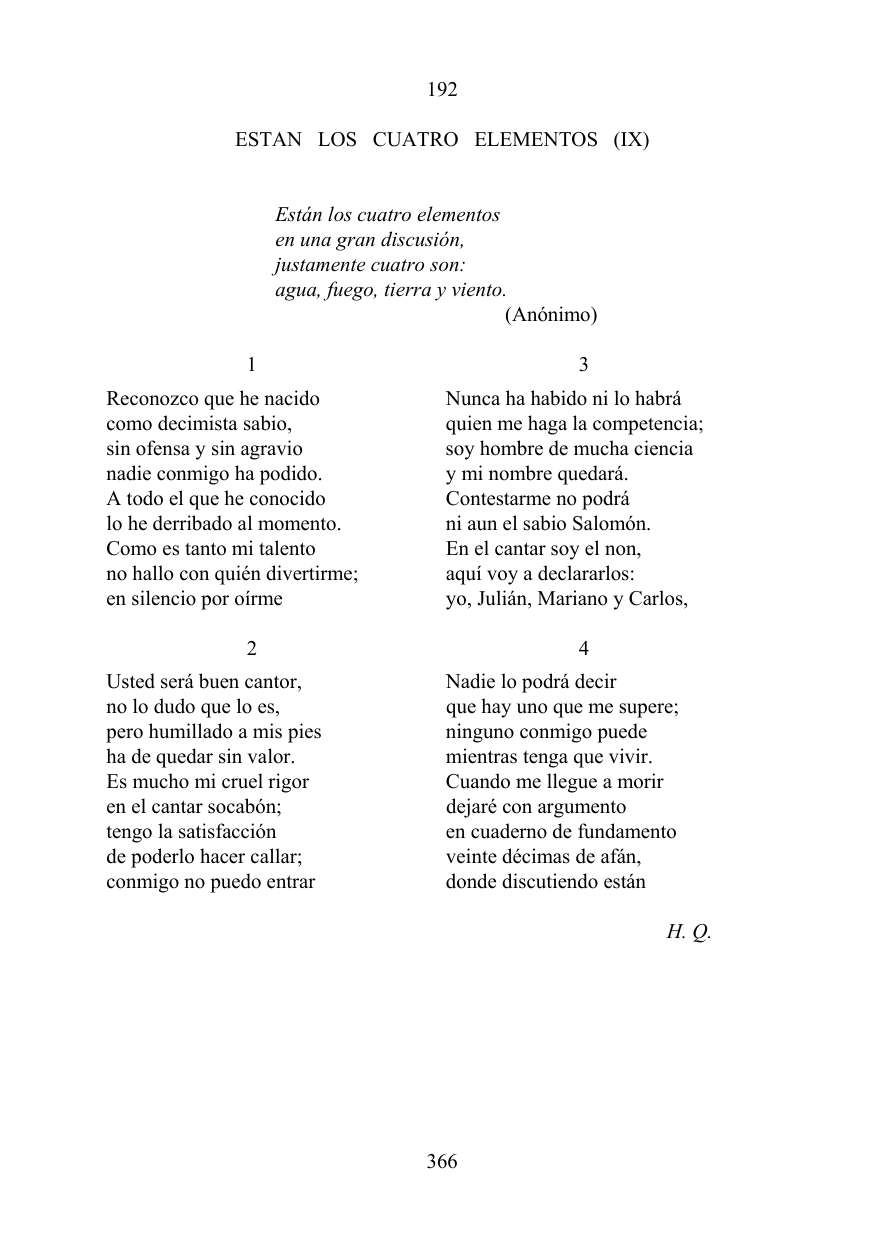 192
ESTAN LOS CUATRO ELEMENTOS (IX)
Están los cuatro elementos
en una gran discusión,
justamente cuatro son:
agua, fuego, tierra y viento.
(Anónimo)
1
Reconozco que he nacido
como decimista sabio,
sin ofensa y sin agravio
nadie conmigo ha podido.
A todo el que he conocido
lo he derribado al momento.
Como es tanto mi talento
no hallo con quién divertirme;
en silencio por oírme
2
Usted será buen cantor,
no lo dudo que lo es,
pero humillado a mis pies
ha de quedar sin valor.
Es mucho mi cruel rigor
en el cantar socabón;
tengo la satisfacción
de poderlo hacer callar;
conmigo no puedo entrar
3
Nunca ha habido ni lo habrá
quien me haga la competencia;
soy hombre de mucha ciencia
y mi nombre quedará.
Contestarme no podrá
ni aun el sabio Salomón.
En el cantar soy el non,
aquí voy a declararlos:
yo, Julián, Mariano y Carlos,
4
Nadie lo podrá decir
que hay uno que me supere;
ninguno conmigo puede
mientras tenga que vivir.
Cuando me llegue a morir
dejaré con argumento
en cuaderno de fundamento
veinte décimas de afán,
donde discutiendo están
H. Q.
366